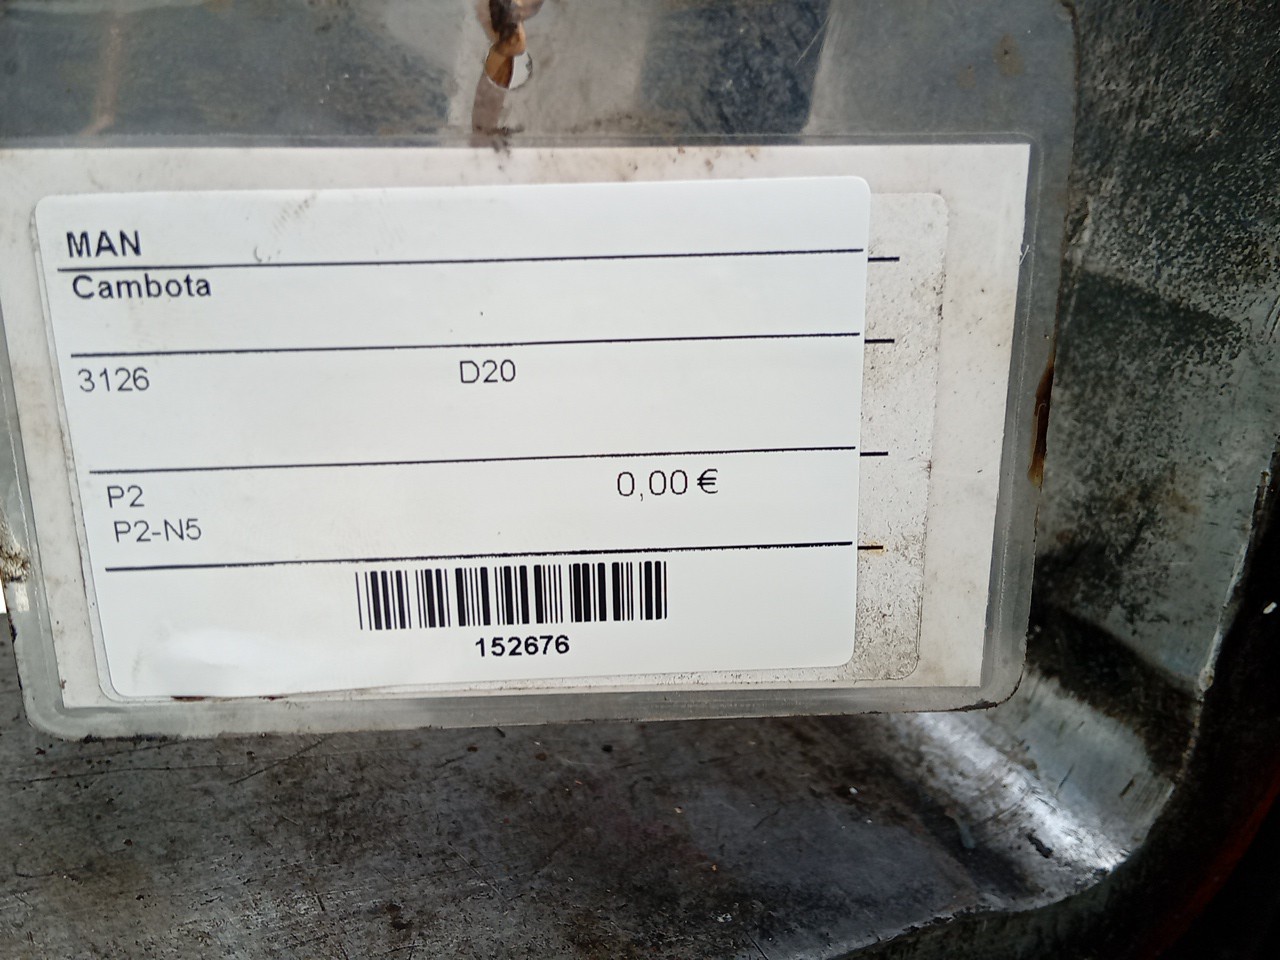 MAN
Cambota
3126 D20
P2 0,00 €
P2-N5
152676